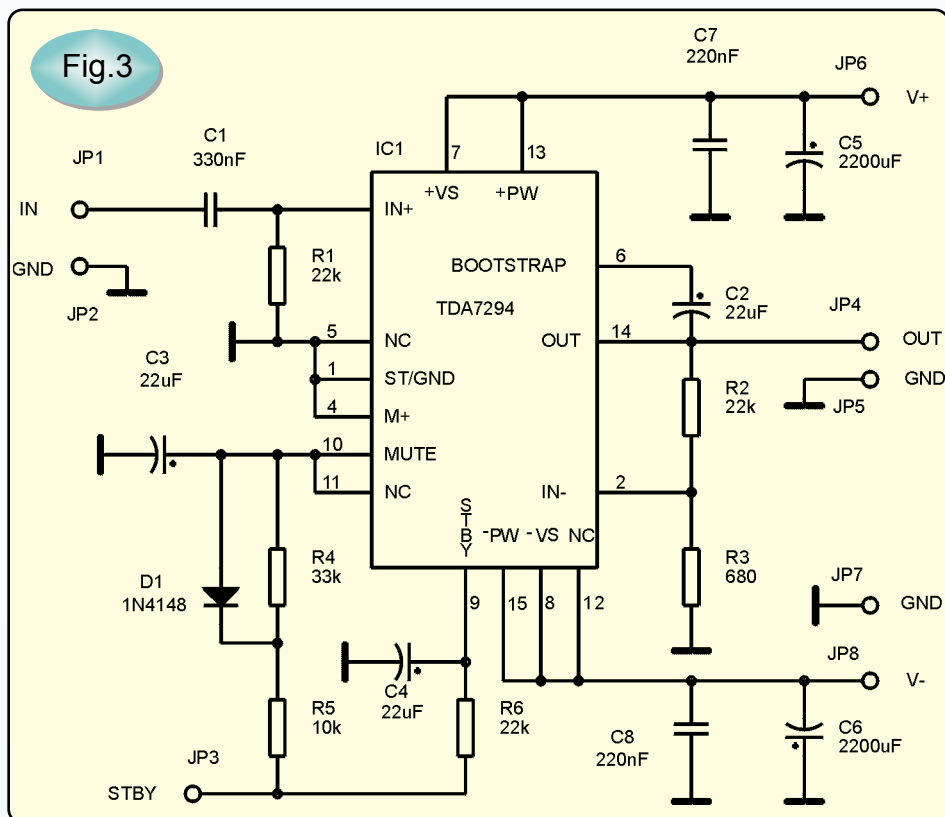 Fig.3
C7
220nF
JP6
V+
C5
2200uF
C1
330nF
JP1
IN
GND
JP2
R1
22k
IC1
7
13
+VS
+PW
IN+
BOOTSTRAP
6
TDA7294
C2
22uF
JP4
OUT
14
OUT
GND
JP5
5
NC
1
ST/GND
4
M+
C3
22uF
R2
22k
10
MUTE
11
NC
IN-
2
S
T
B
Y
-PW
-VS
NC
R3
680
R4
33k
D1
1N4148
9
15
8
12
JP7
GND
JP8
V-
C4
22uF
R5
10k
R6
22k
C8
220nF
C6
2200uF
JP3
STBY